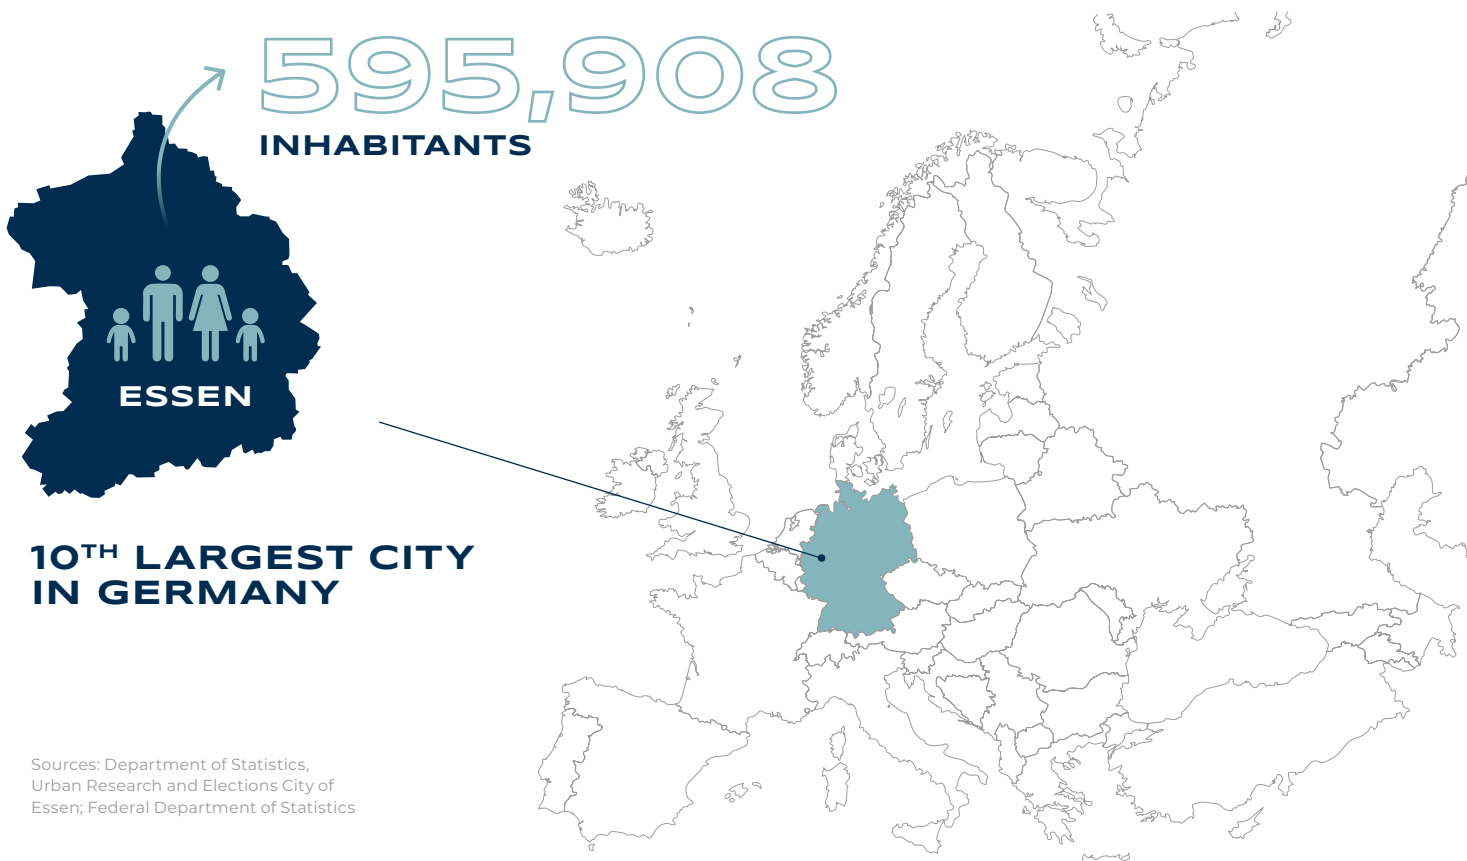 595,908
INHABITANTS
ESSEN
10TH LARGEST CITY
IN GERMANY
Sources: Department of Statistics,
Urban Research and Elections City of
Essen; Federal Department of Statistics